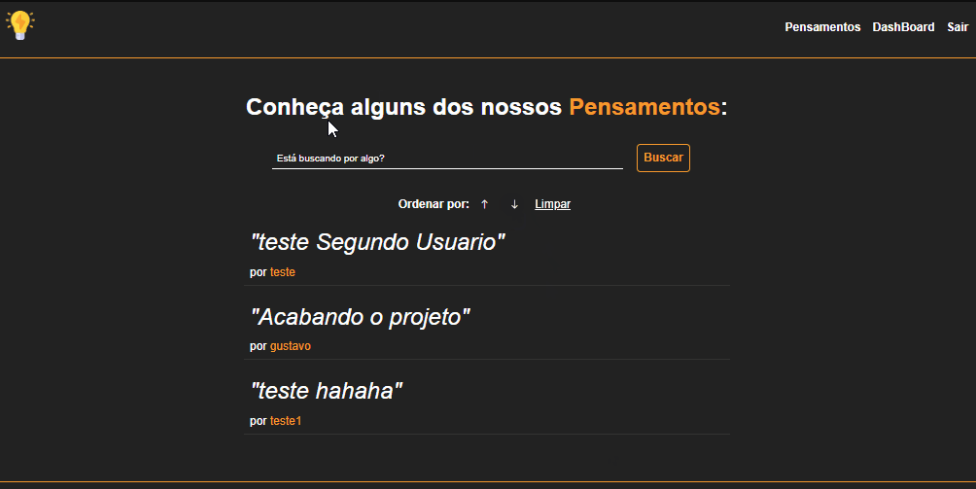 Pensamentos DashBoard Sair
Conheça alguns dos nossos Pensamentos:
Está buscando por algo? Buscar
Ordenar por: ↑ ↓ Limpar
"teste Segundo Usuario"
por teste
"Acabando o projeto"
por gustavo
"teste hahaha"
por teste1